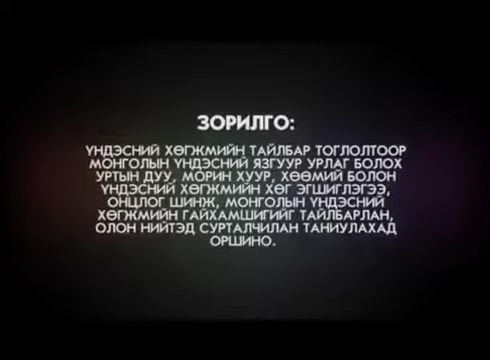 ЗОРИЛГО:
ҮНДЭСНИЙ ХӨГЖМИЙН ТАЙЛБАР ТОГЛОЛТООР
МОНГОЛЫН ҮНДЭСНИЙ ЯЗГУУР УРЛАГ БОЛОХ
УРТЫН ДУУ, МОРИН ХУУР, ХӨӨМИЙ БОЛОН
ҮНДЭСНИЙ ХӨГЖМИЙН ХӨГ ЭГШИГЛЭГЭЭ,
ОНЦЛОГ ШИНЖ, МОНГОЛЫН ҮНДЭСНИЙ
ХӨГЖМИЙН ГАЙХАМШИГИЙГ ТАЙЛБАРЛАН,
ОЛОН НИЙТЭД СУРТАЛЧИЛАН ТАНИУЛАХАД
ОРШИНО.